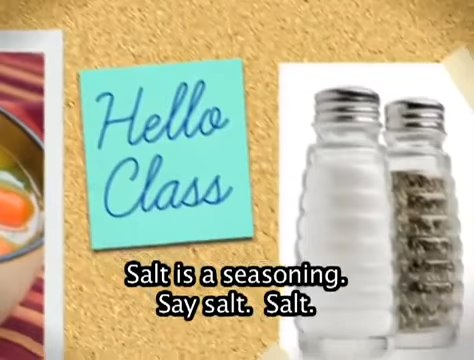 Hello
Class
Salt is a seasoning.
Say salt.  Salt.